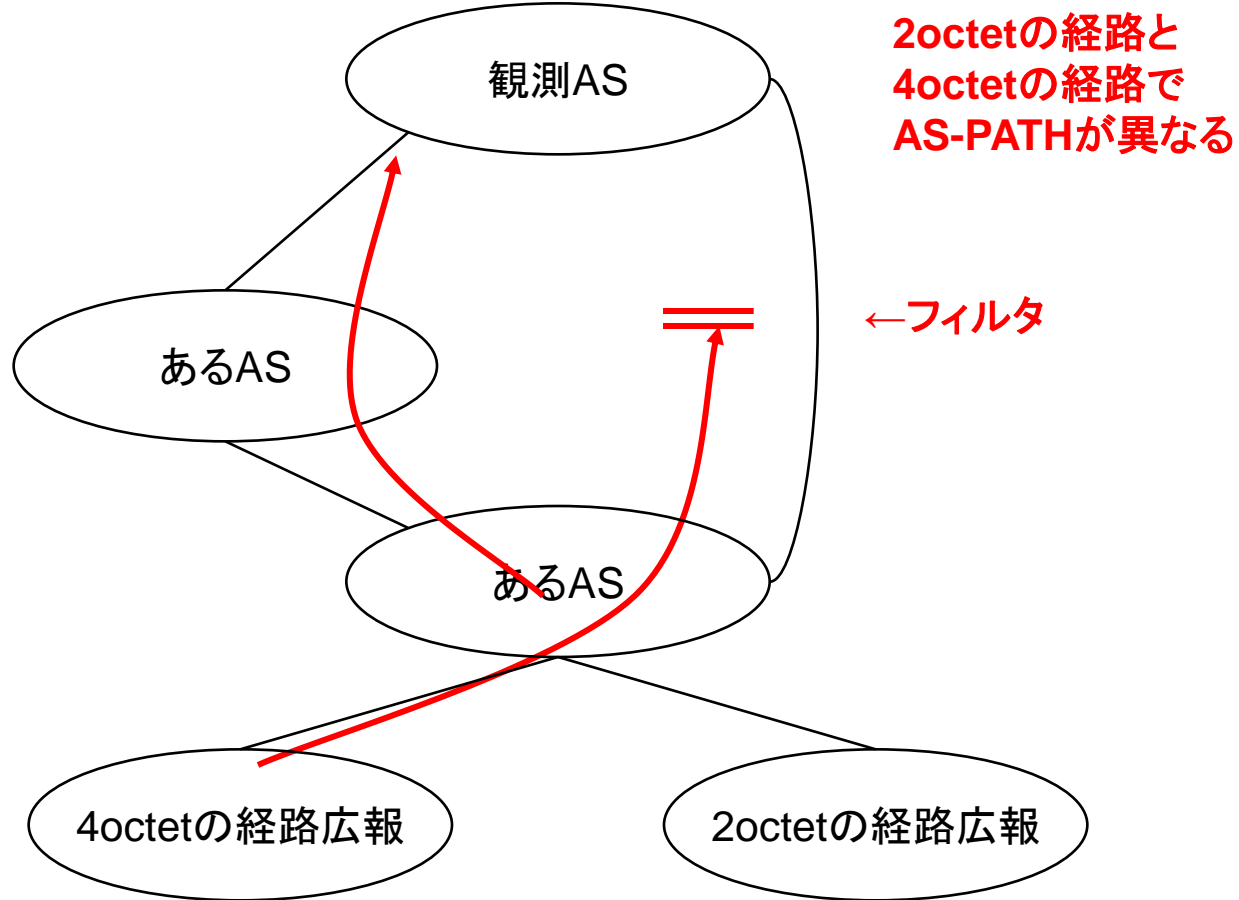 2octetの経路と
4octetの経路で
AS-PATHが異なる
観測AS
←フィルタ
あるAS
あるAS
4octetの経路広報
2octetの経路広報